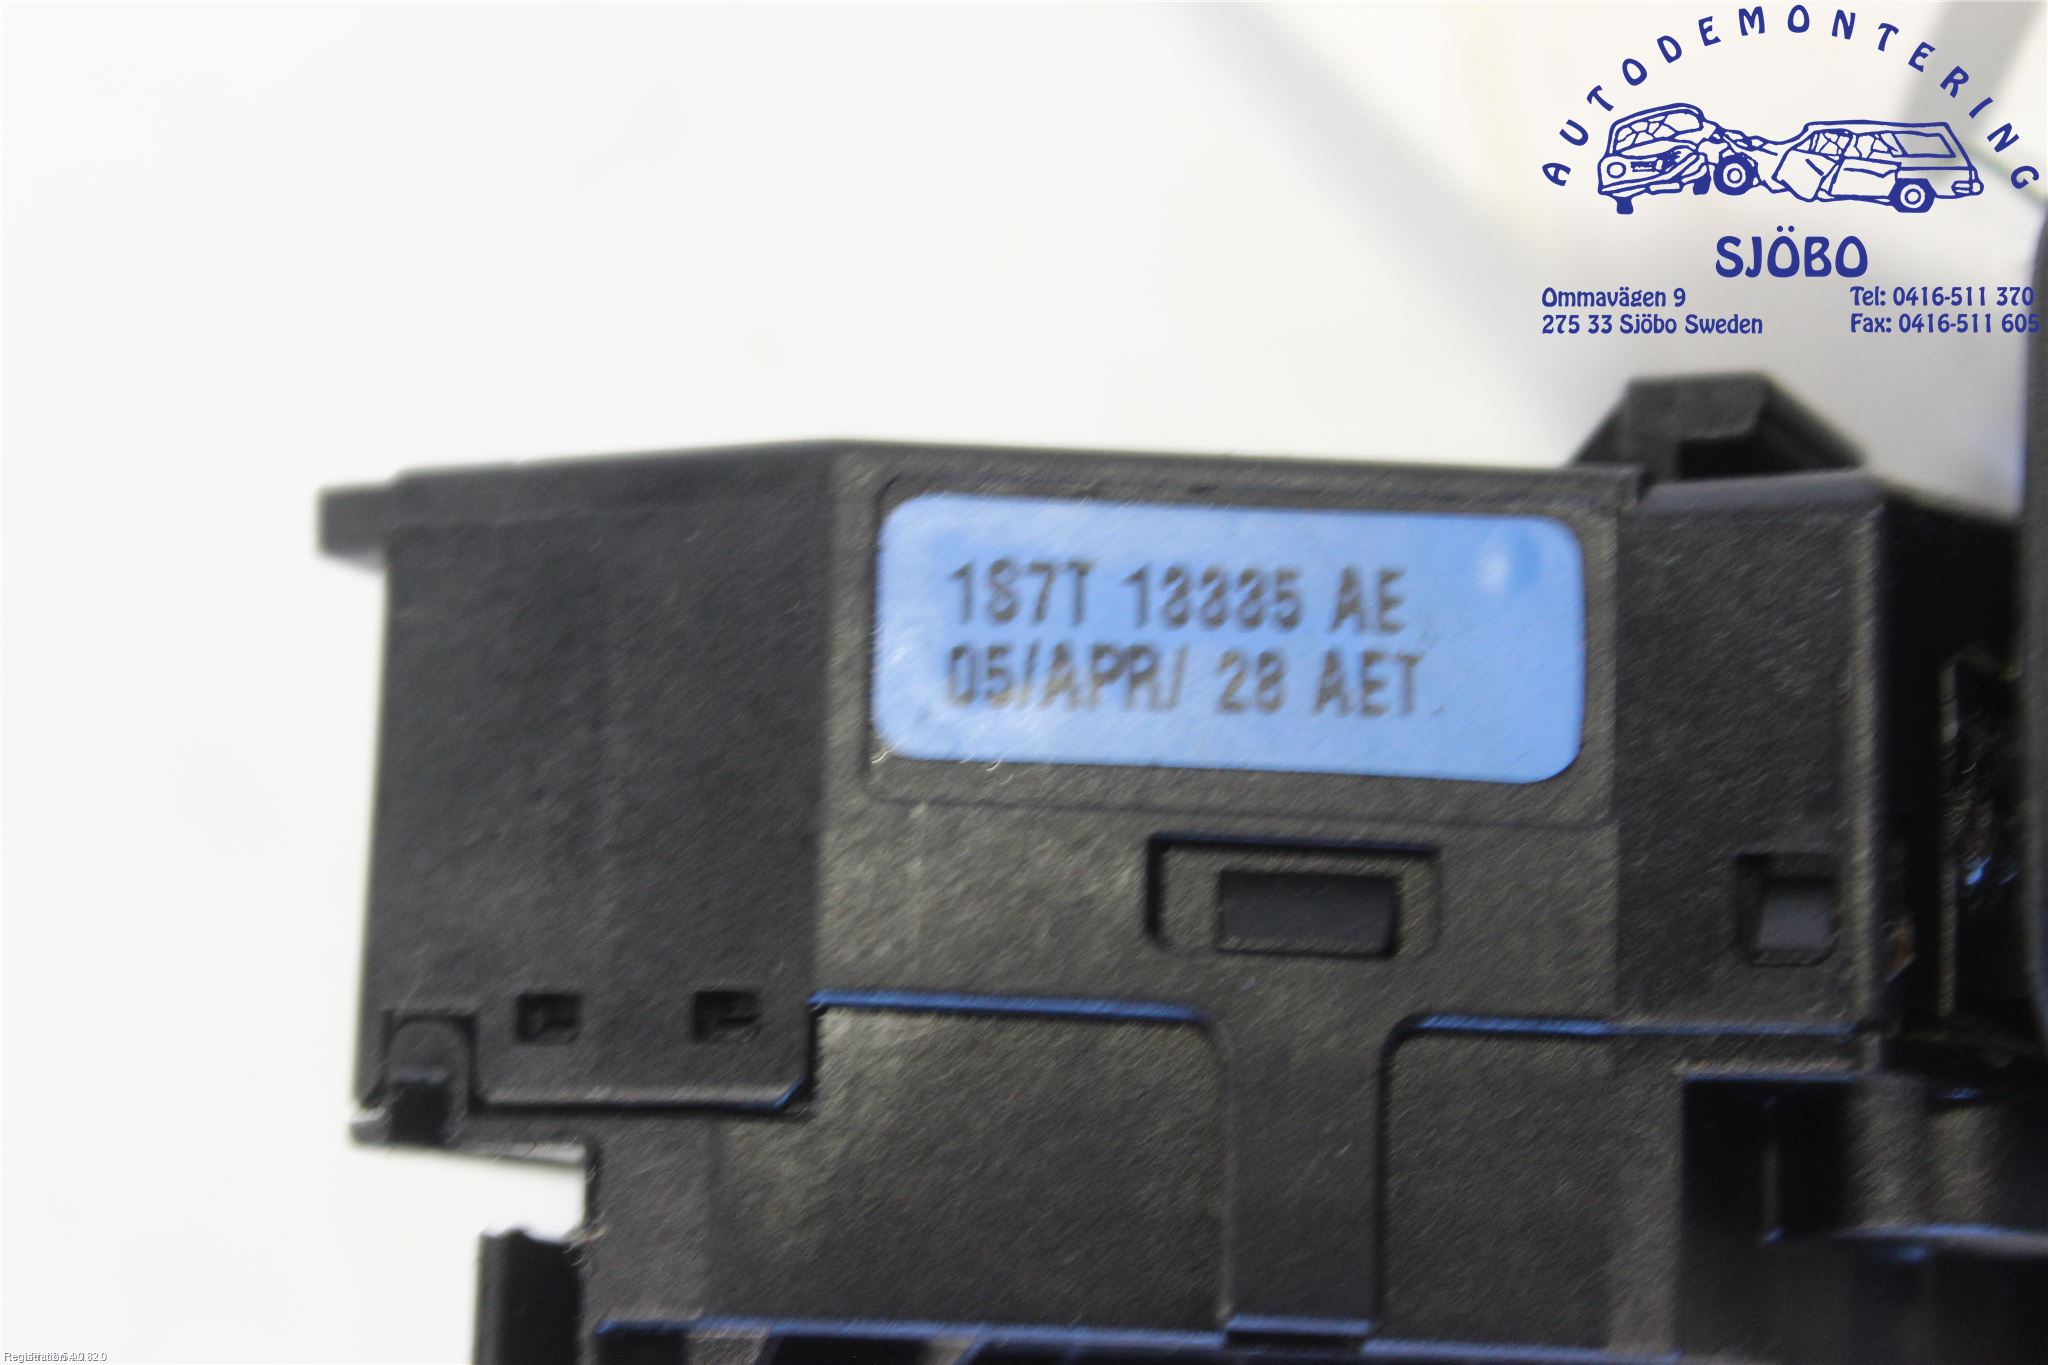 AUTODEMONTERING
SJÖBO
Ommavägen 9
275 33 Sjöbo Sweden
Tel: 0416-511 370
Fax: 0416-511 605
1S7T 13335 AE
05/APR/ 28 AET